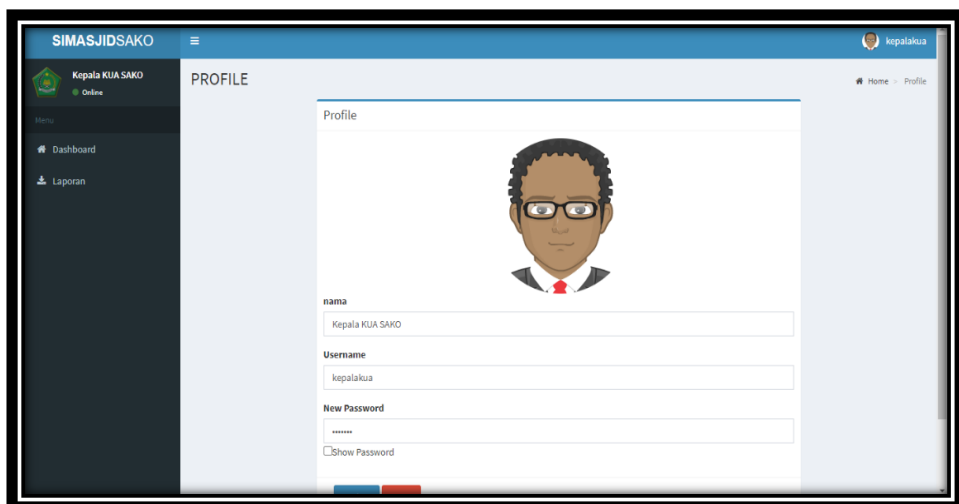 SIMASJIDSAKO
kepalakua
Kepala KUA SAKO
Online
Menu
Dashboard
Laporan
PROFILE
Home > Profile
Profile
nama
Kepala KUA SAKO
Username
kepalakua
New Password
•••••••
Show Password